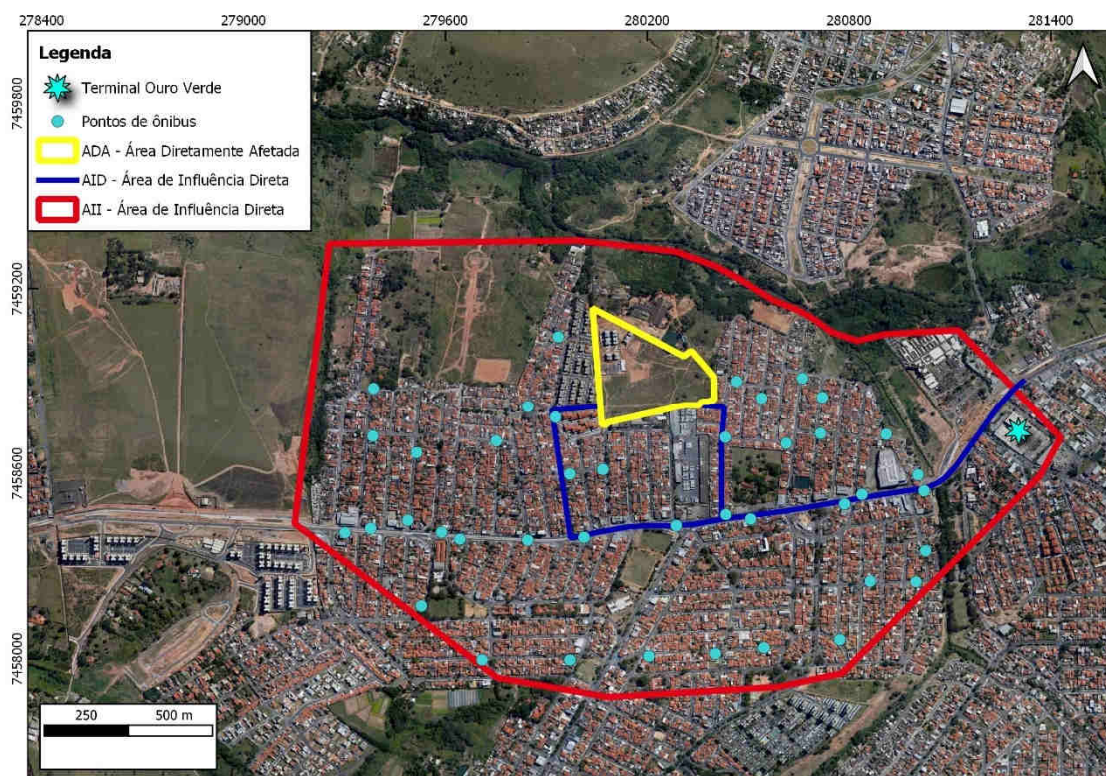 278400 279000 279600 280200 280800 281400
Legenda
Terminal Ouro Verde
Pontos de ônibus
ADA - Área Diretamente Afetada
AID - Área de Influência Direta
AII - Área de Influência Direta
7459800
7459200
7458600
7458000
250 500 m